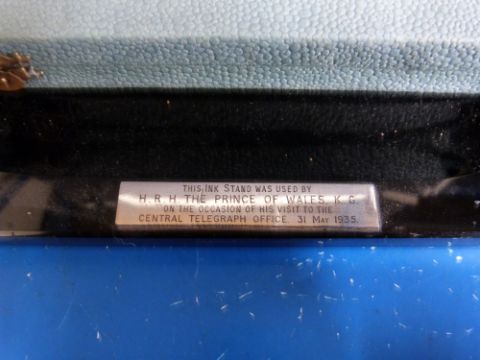 THIS INK STAND WAS USED BY
H. R. H. THE PRINCE OF WALES. K. G.
ON THE OCCASION OF HIS VISIT TO THE
CENTRAL TELEGRAPH OFFICE. 31 MAY 1935.